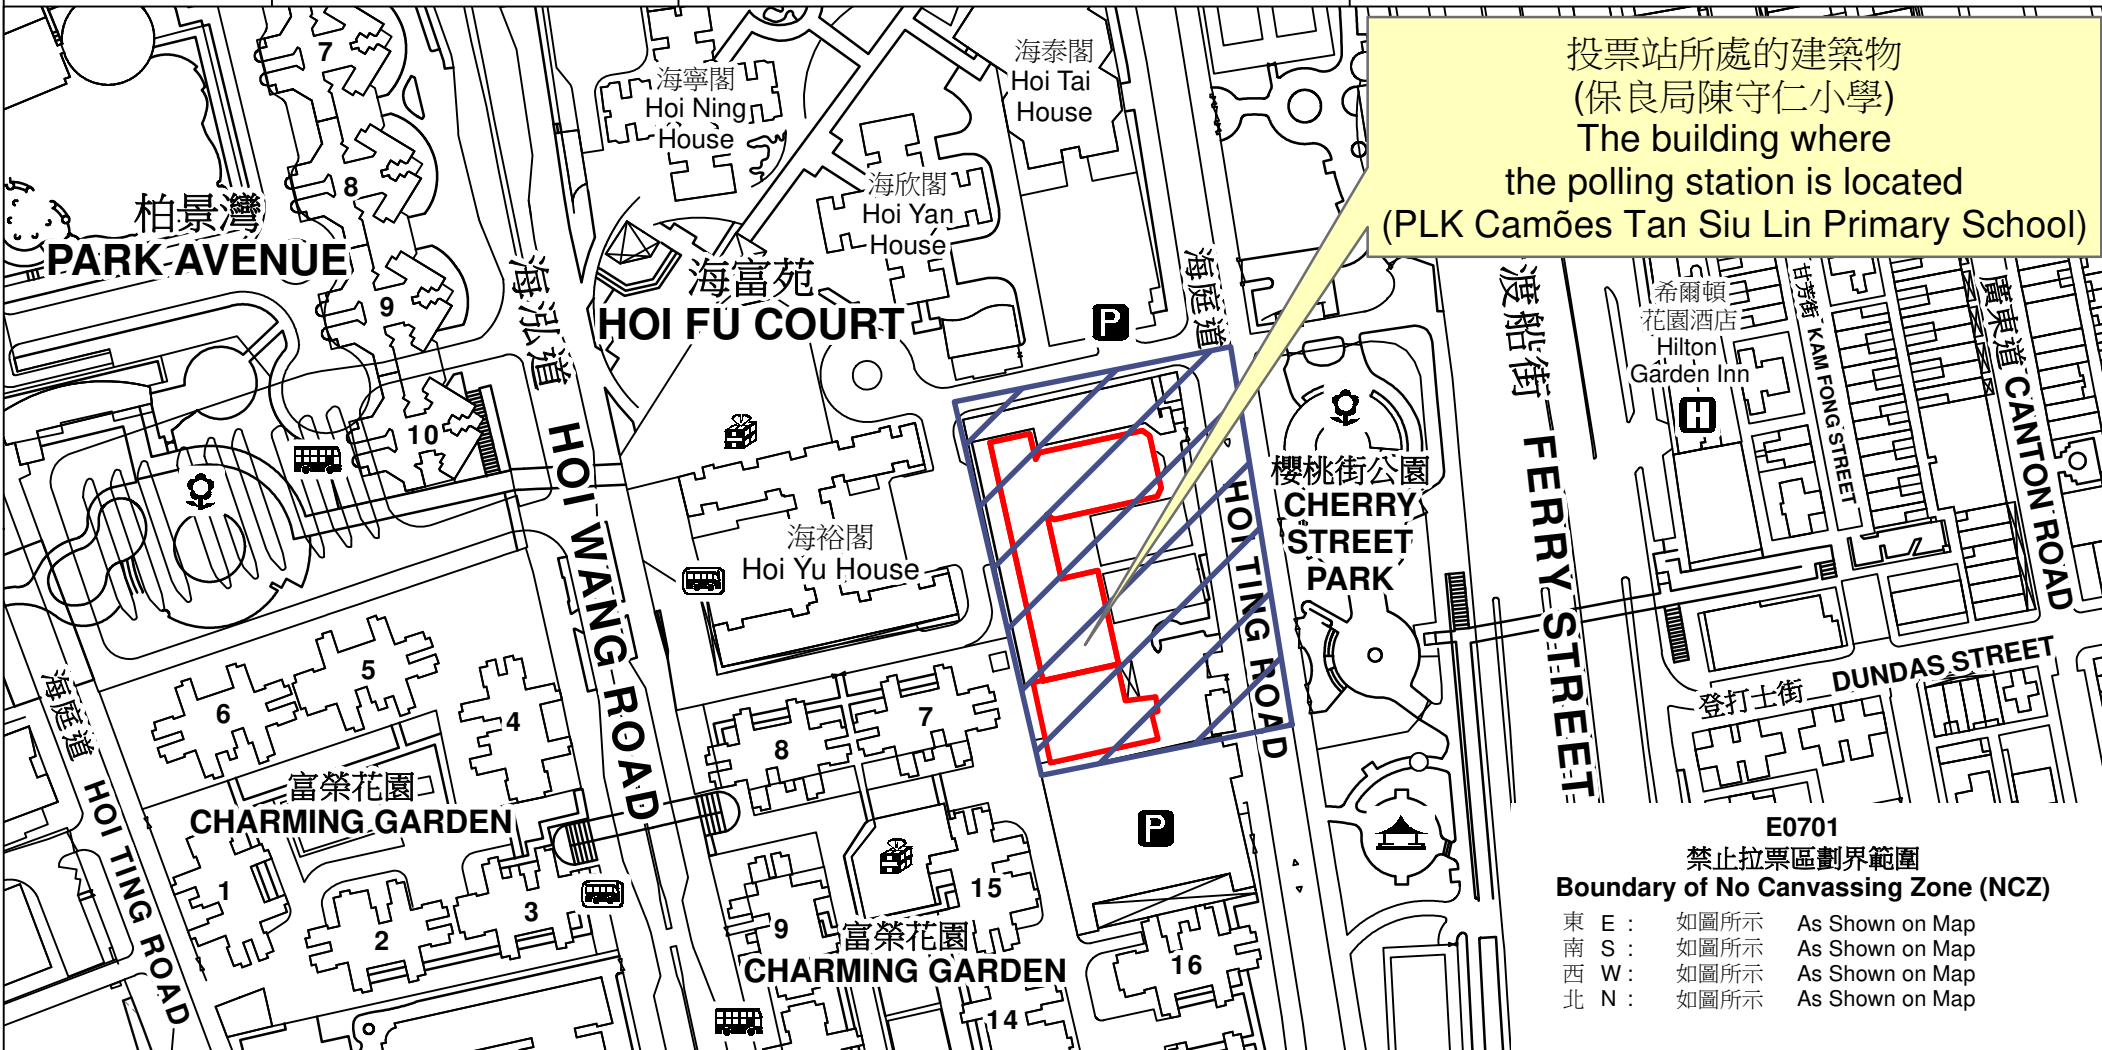 投票站所處的建築物
(保良局陳守仁小學)
The building where
the polling station is located
(PLK Camões Tan Siu Lin Primary School)
7
8
9
10
柏景灣
PARK AVENUE
海寧閣
Hoi Ning
House
海泰閣
Hoi Tai
House
海欣閣
Hoi Yan
House
海富苑
HOI FU COURT
海泓道 HOI WANG ROAD
海庭道 HOI TING ROAD
P
海裕閣
Hoi Yu House
櫻桃街公園
CHERRY
STREET
PARK
渡船街 FERRY STREET
希爾頓
花園酒店
Hilton
Garden Inn
H
甘芳街 KAM FONG STREET
廣東道 CANTON ROAD
登打士街 DUNDAS STREET
海庭道 HOI TING ROAD
6
5
4
富榮花園
CHARMING GARDEN
1
2
3
8
7
9
15
富榮花園
CHARMING GARDEN
14
16
P
E0701
禁止拉票區劃界範圍
Boundary of No Canvassing Zone (NCZ)
東 E : 如圖所示 As Shown on Map
南 S : 如圖所示 As Shown on Map
西 W : 如圖所示 As Shown on Map
北 N : 如圖所示 As Shown on Map